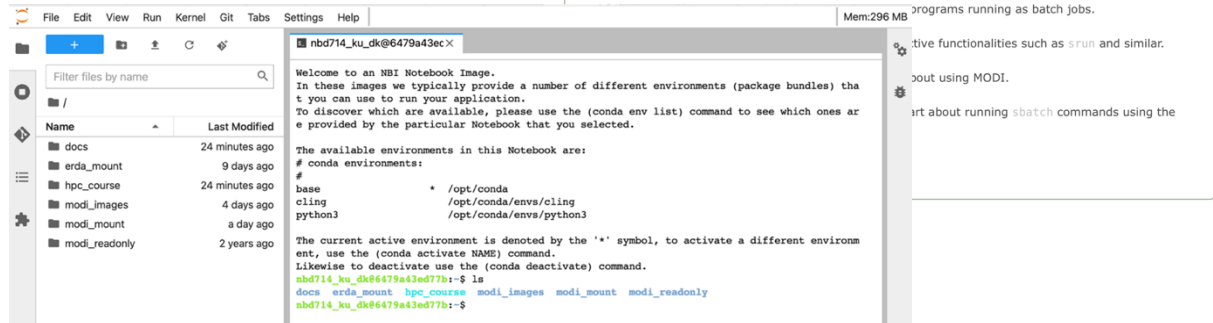 File Edit View Run Kernel Git Tabs Settings Help
Mem:296 MB
+
Filter files by name
/
Name Last Modified
docs 24 minutes ago
erda_mount 9 days ago
hpc_course 24 minutes ago
modi_images 4 days ago
modi_mount a day ago
modi_readonly 2 years ago
nbd714_ku_dk@6479a43ec×
Welcome to an NBI Notebook Image.
In these images we typically provide a number of different environments (package bundles) tha
t you can use to run your application.
To discover which are available, please use the (conda env list) command to see which ones ar
e provided by the particular Notebook that you selected.
The available environments in this Notebook are:
# conda environments:
#
base * /opt/conda
cling /opt/conda/envs/cling
python3 /opt/conda/envs/python3
The current active environment is denoted by the '*' symbol, to activate a different environm
ent, use the (conda activate NAME) command.
Likewise to deactivate use the (conda deactivate) command.
nbd714_ku_dk@6479a43ed77b:~$ ls
docs erda_mount hpc_course modi_images modi_mount modi_readonly
nbd714_ku_dk@6479a43ed77b:~$
programs running as batch jobs.
functionalities such as srun and similar.
using MODI.
about running sbatch commands using the